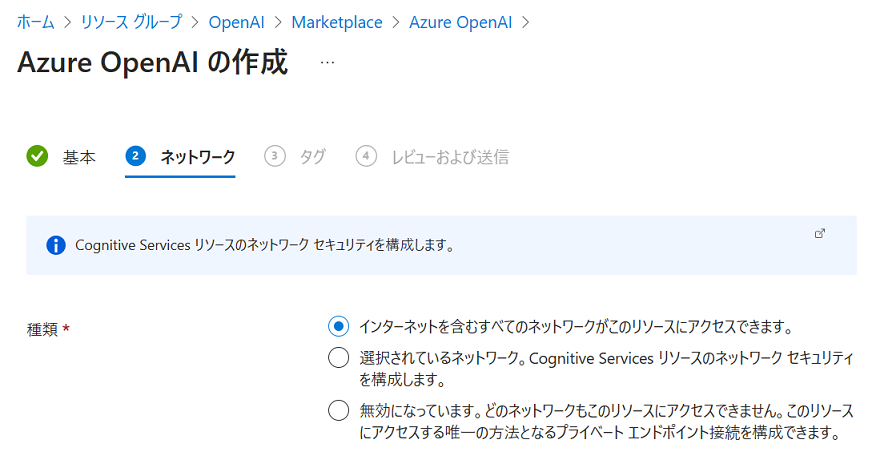 ホーム > リソース グループ > OpenAI > Marketplace > Azure OpenAI >
Azure OpenAI の作成 ...
基本 2 ネットワーク 3 タグ 4 レビューおよび送信
Cognitive Services リソースのネットワーク セキュリティを構成します。
種類 * インターネットを含むすべてのネットワークがこのリソースにアクセスできます。
選択されているネットワーク。Cognitive Services リソースのネットワーク セキュリティ
を構成します。
無効になっています。どのネットワークもこのリソースにアクセスできません。このリソース
にアクセスする唯一の方法となるプライベート エンドポイント接続を構成できます。